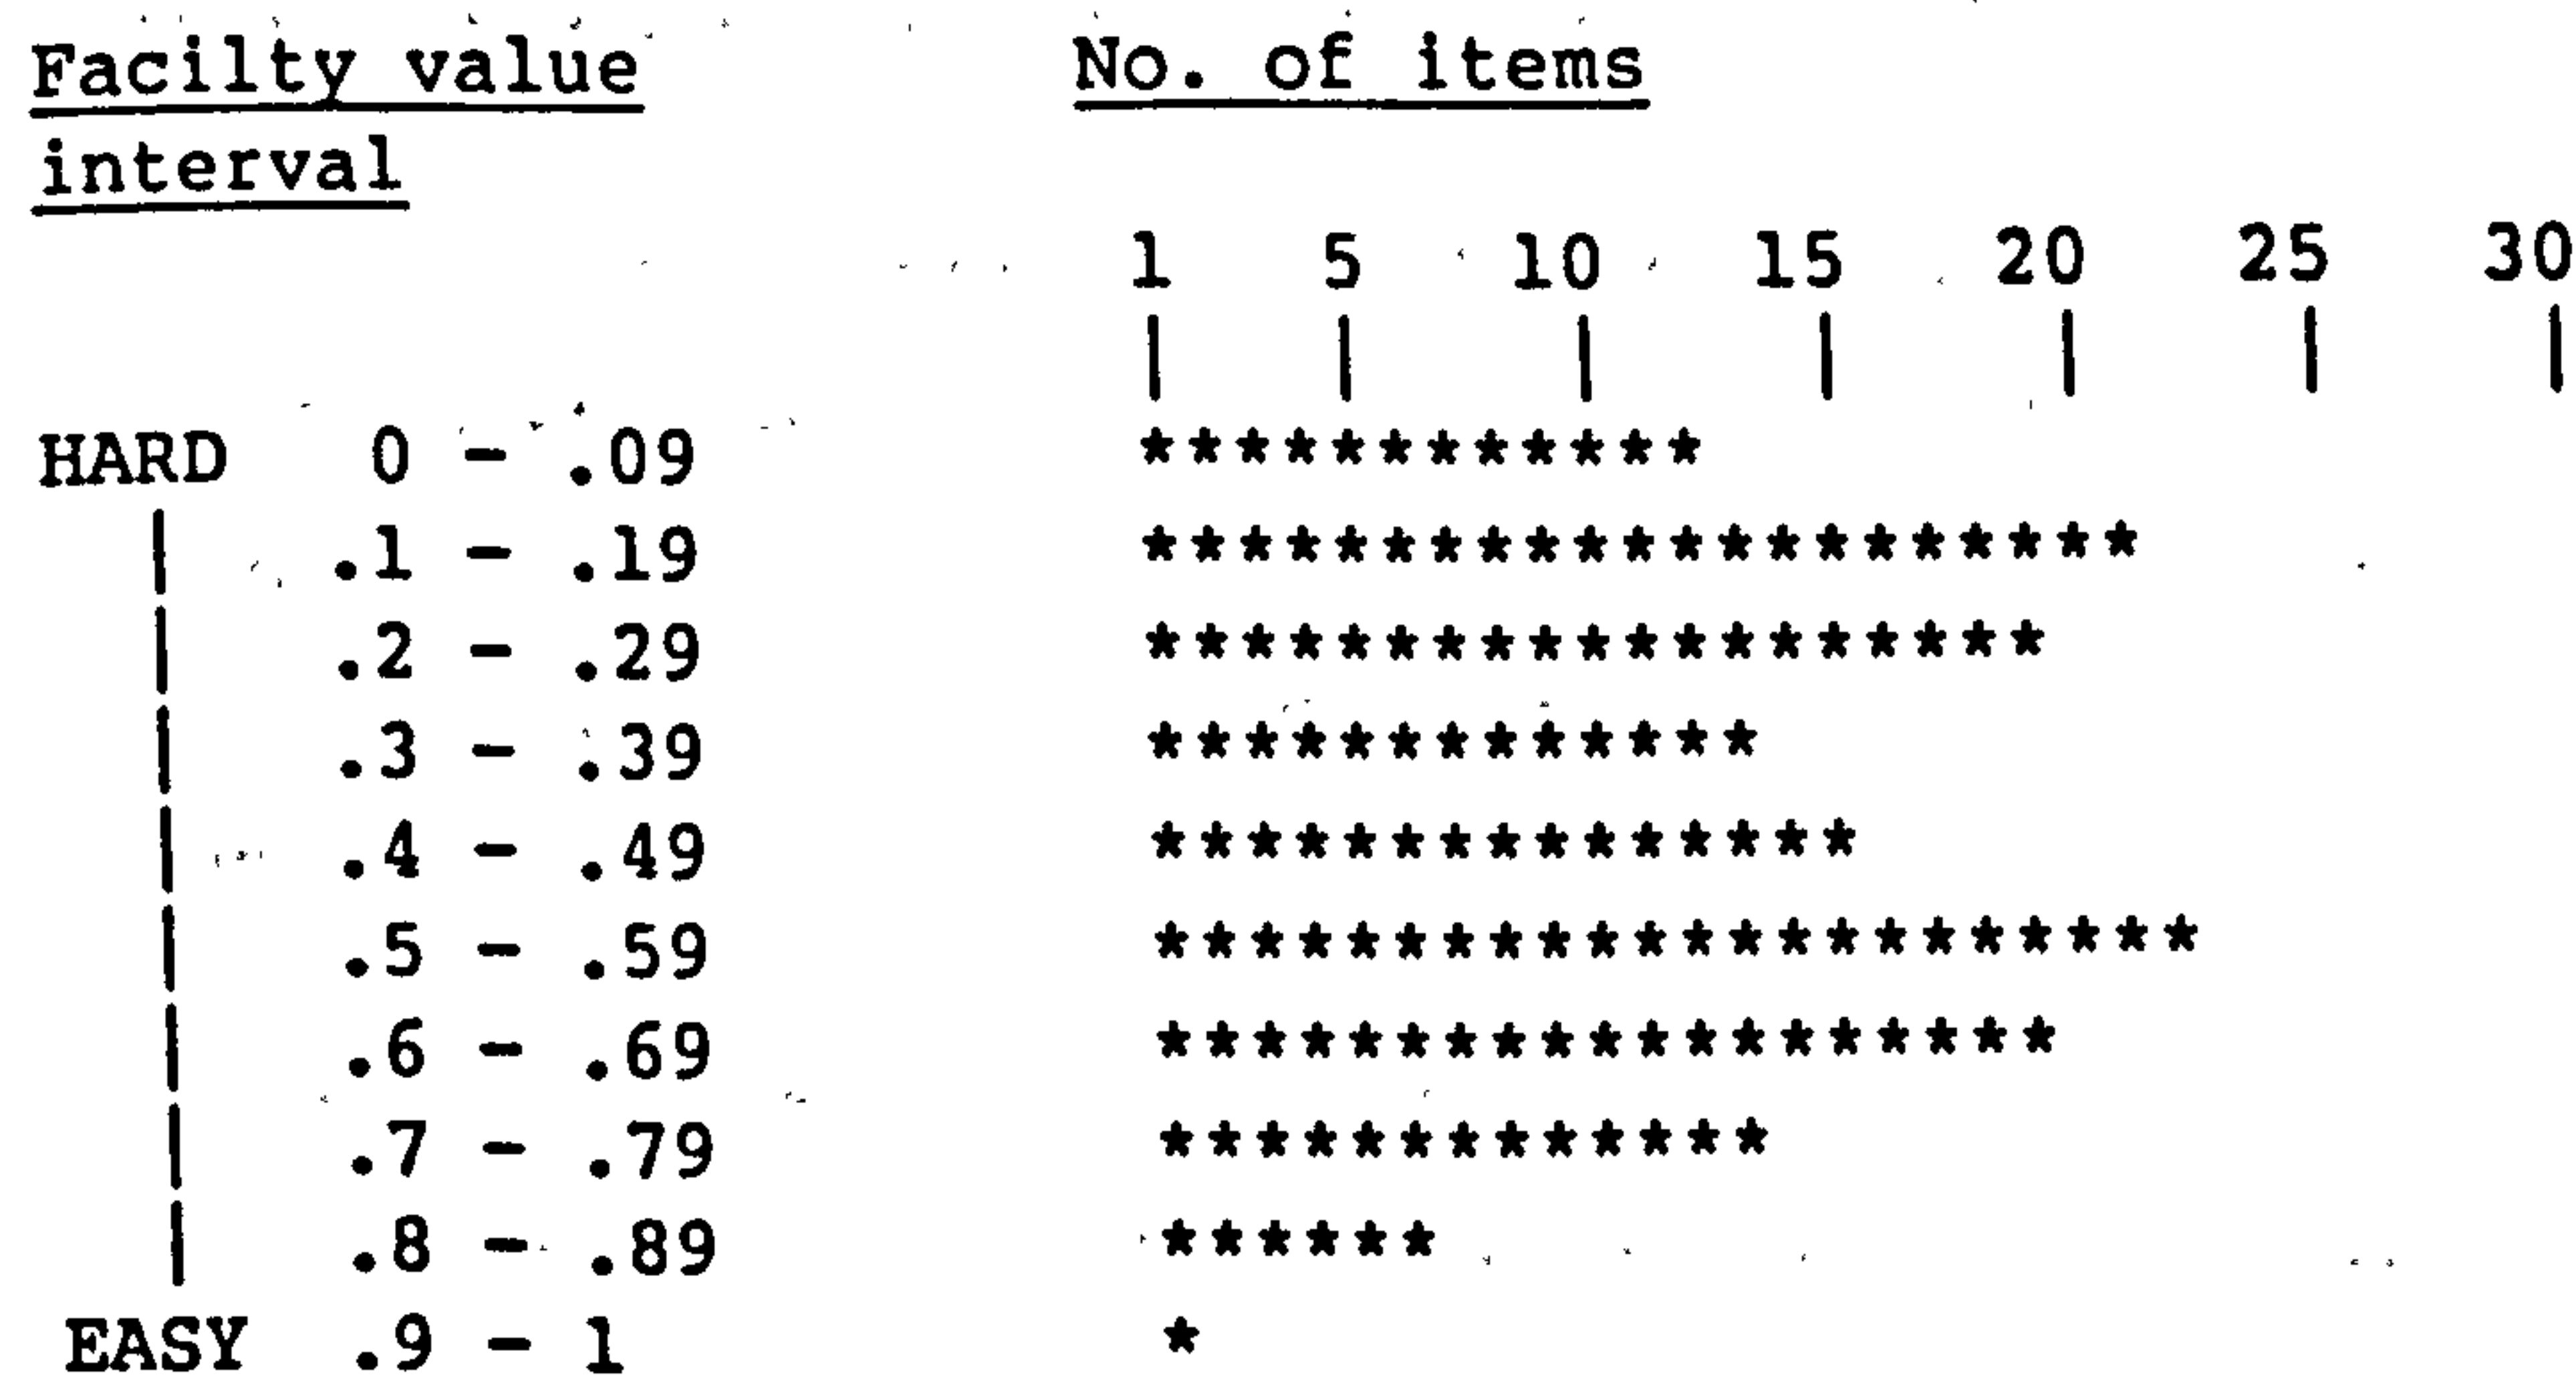 Facilty value No. of items
interval
1 5 10 15 20 25 30
| | | | | | |
HARD 0 - .09 ************
| .1 - .19 *********************
| .2 - .29 *******************
| .3 - .39 *************
| .4 - .49 ***************
| .5 - .59 **********************
| .6 - .69 *******************
| .7 - .79 *************
| .8 - .89 ******
EASY .9 - 1 *